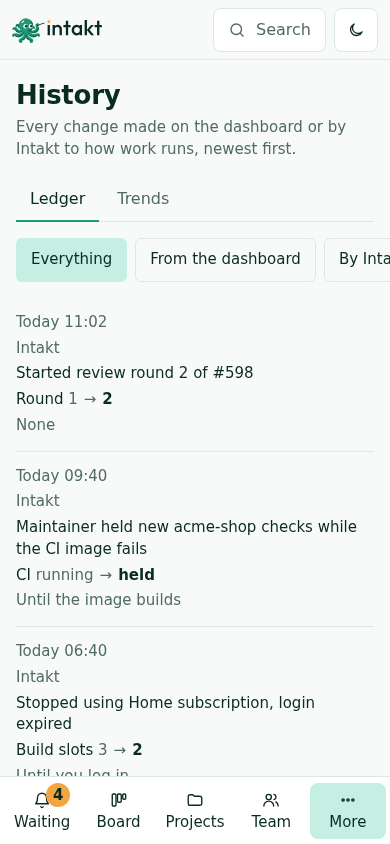 intakt
Search
History
Every change made on the dashboard or by
Intakt to how work runs, newest first.
Ledger
Trends
Everything
From the dashboard
By Inta
Today 11:02
Intakt
Started review round 2 of #598
Round 1 → 2
None
Today 09:40
Intakt
Maintainer held new acme-shop checks while
the CI image fails
CI running → held
Until the image builds
Today 06:40
Intakt
Stopped using Home subscription, login
expired
Build slots 3 → 2
Until you log in
4
Waiting
Board
Projects
Team
More